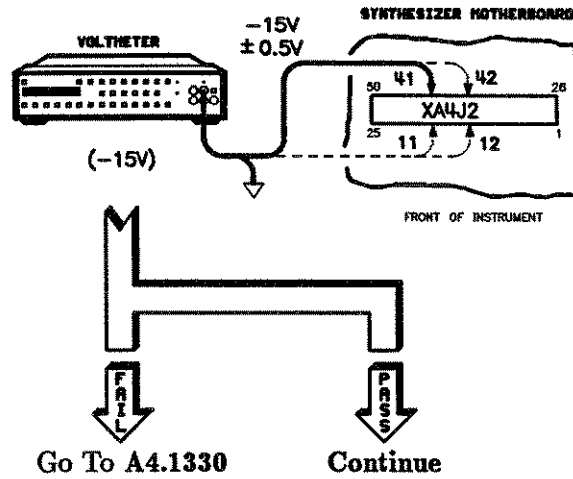 SYNTHESIZER MOTHERBOARD
VOLTMETER
-15V
± 0.5V
41 42
50 26
XA4J2
25 1
11 12
(-15V)
FRONT OF INSTRUMENT
FAIL
PASS
Go To A4.1330
Continue